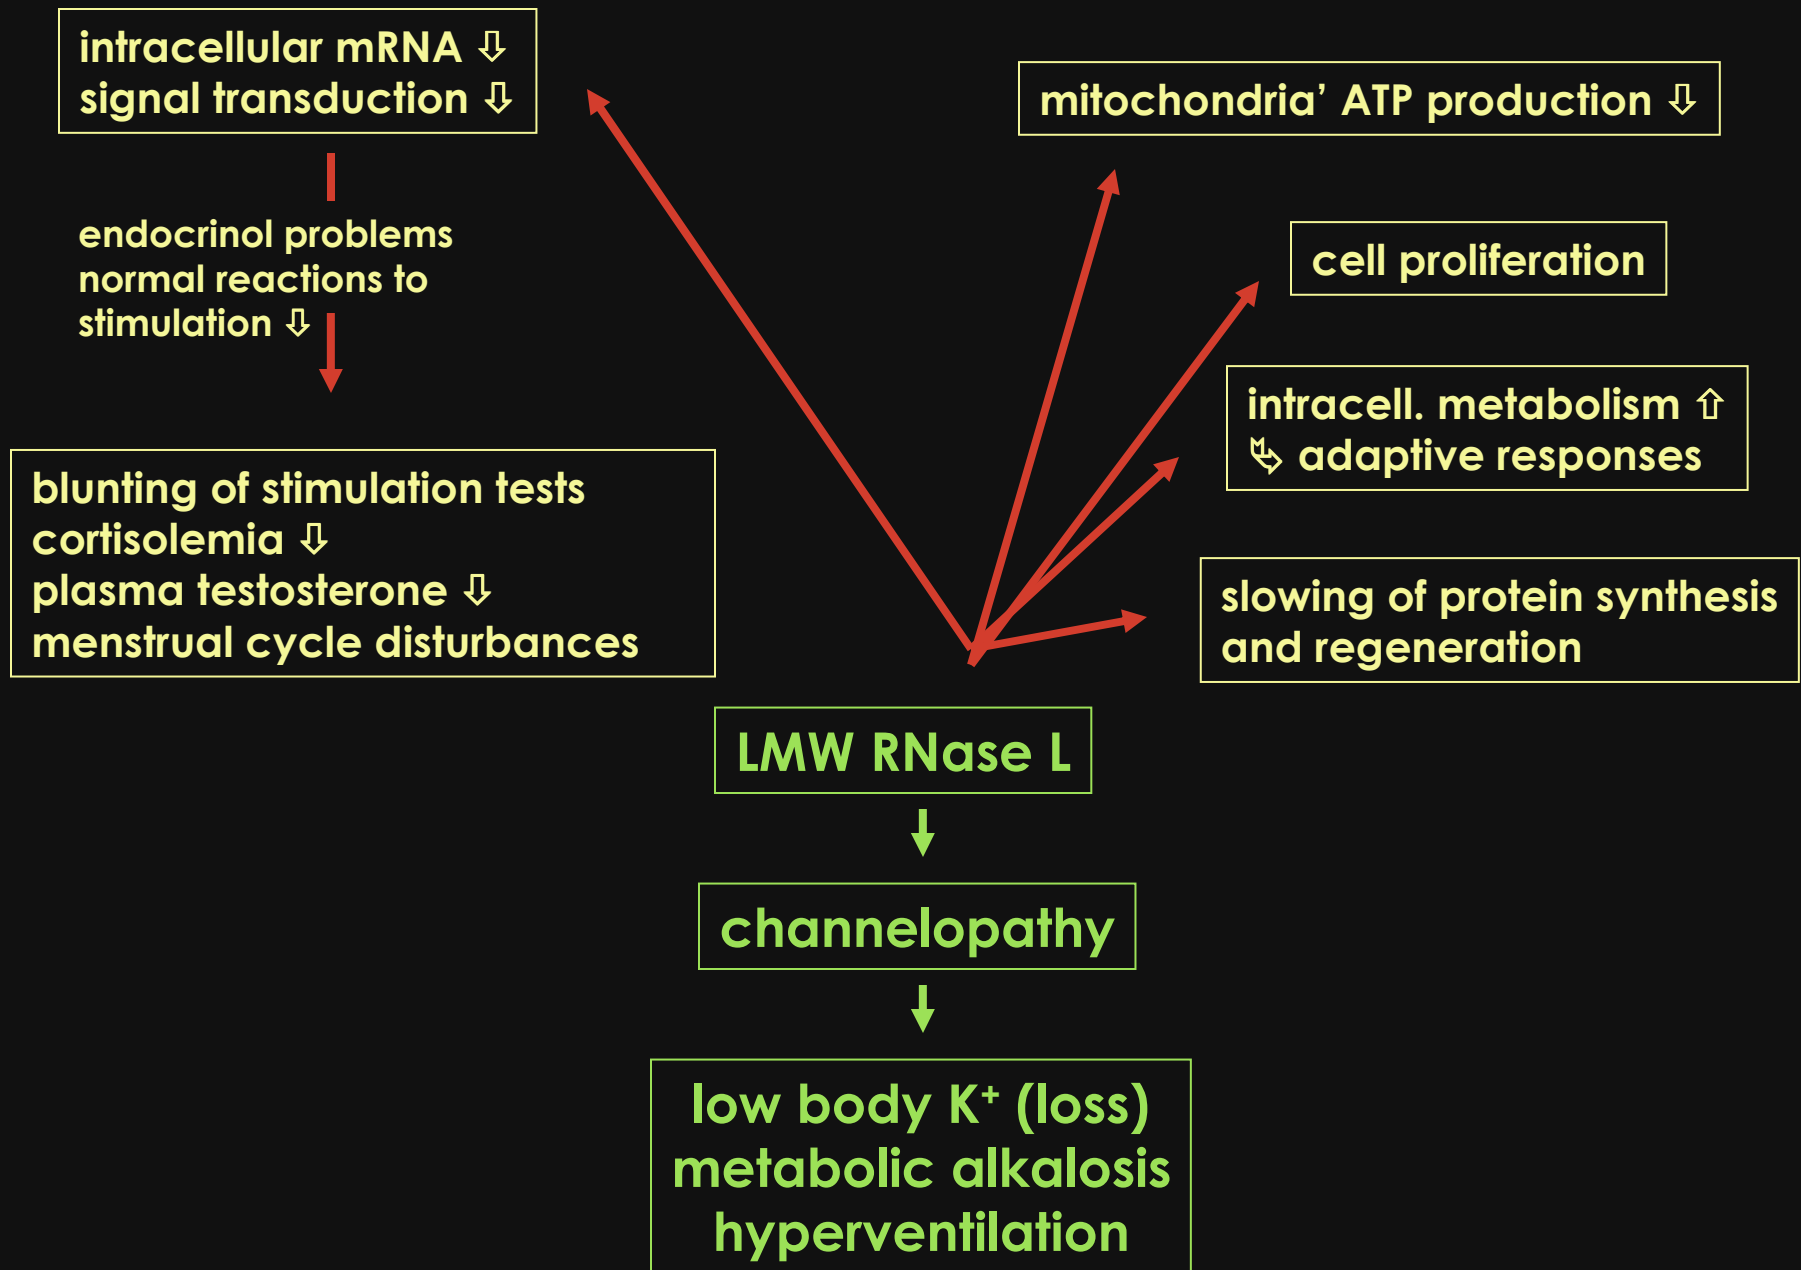 intracellular mRNA ⇩
signal transduction ⇩
mitochondria’ ATP production ⇩
endocrinol problems
normal reactions to
stimulation ⇩
cell proliferation
intracell. metabolism ⇧
⮡ adaptive responses
blunting of stimulation tests
cortisolemia ⇩
plasma testosterone ⇩
menstrual cycle disturbances
slowing of protein synthesis
and regeneration
LMW RNase L
channelopathy
low body K⁺ (loss)
metabolic alkalosis
hyperventilation